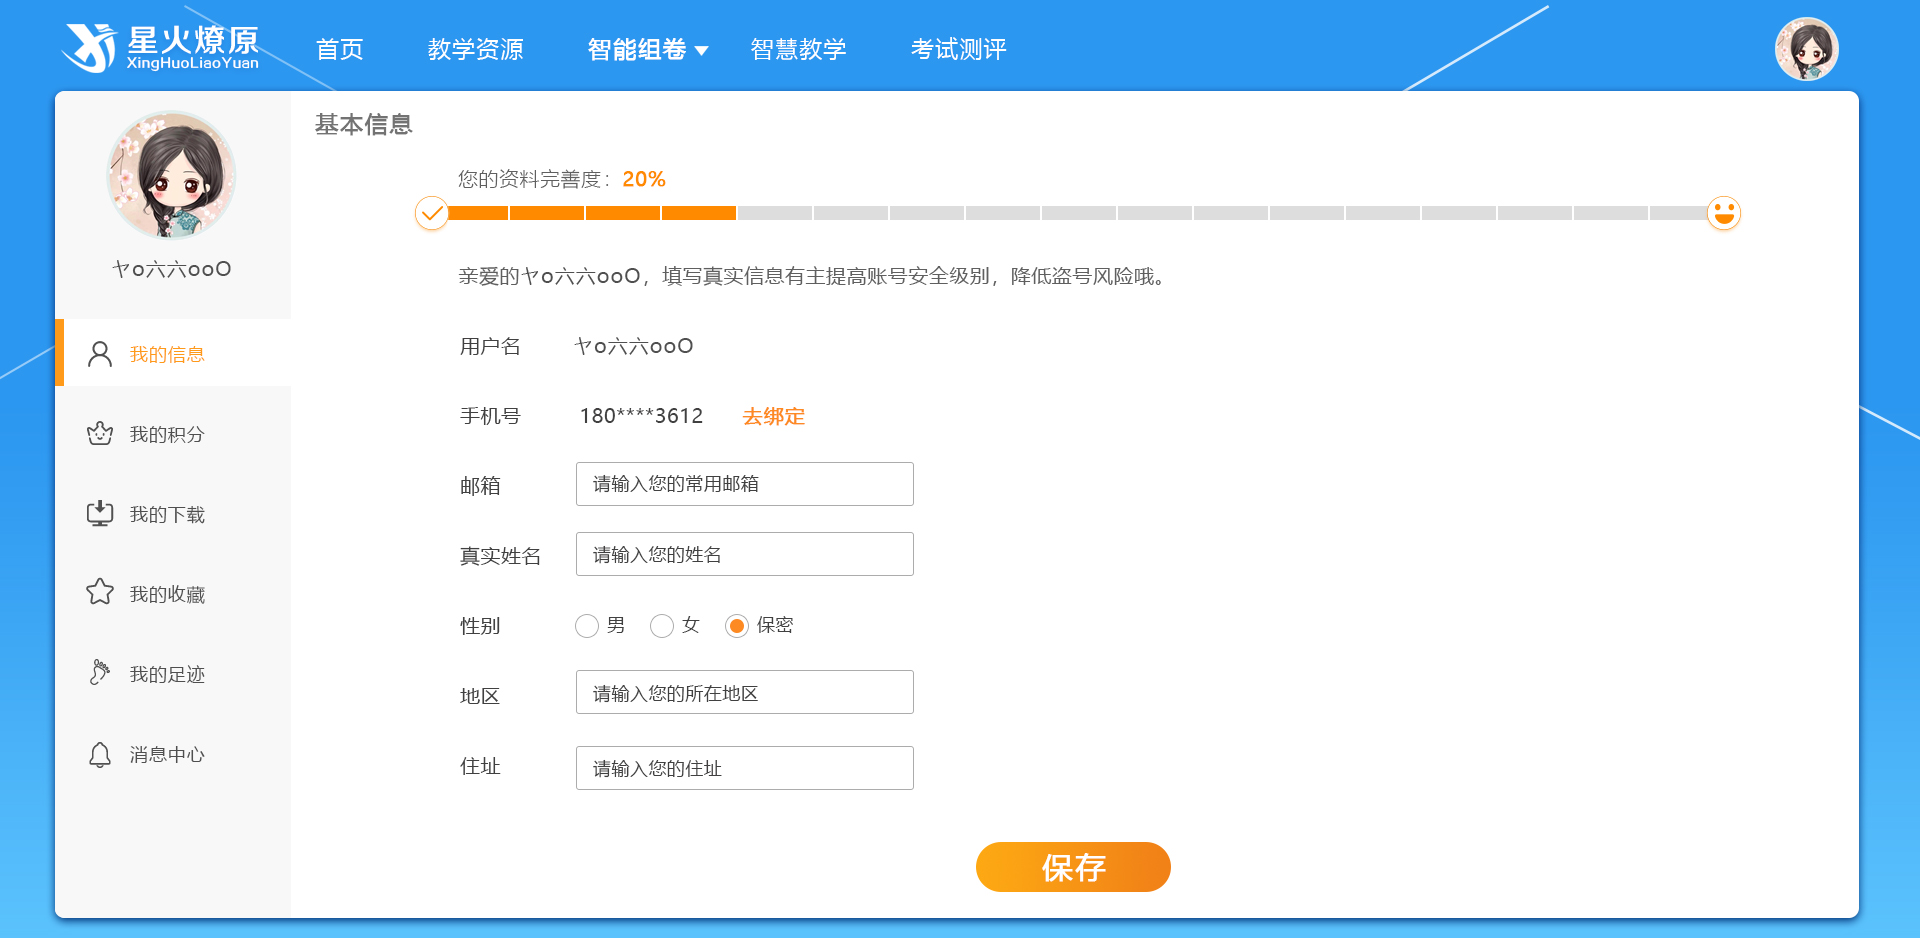 星火燎原
XingHuoLiaoYuan
首页 教学资源 智能组卷 智慧教学 考试测评
ヤo六六ooO
我的信息
我的积分
我的下载
我的收藏
我的足迹
消息中心
基本信息
您的资料完善度：20%
亲爱的ヤo六六ooO，填写真实信息有主提高账号安全级别，降低盗号风险哦。
用户名 ヤo六六ooO
手机号 180****3612 去绑定
邮箱 请输入您的常用邮箱
真实姓名 请输入您的姓名
性别 男 女 保密
地区 请输入您的所在地区
住址 请输入您的住址
保存